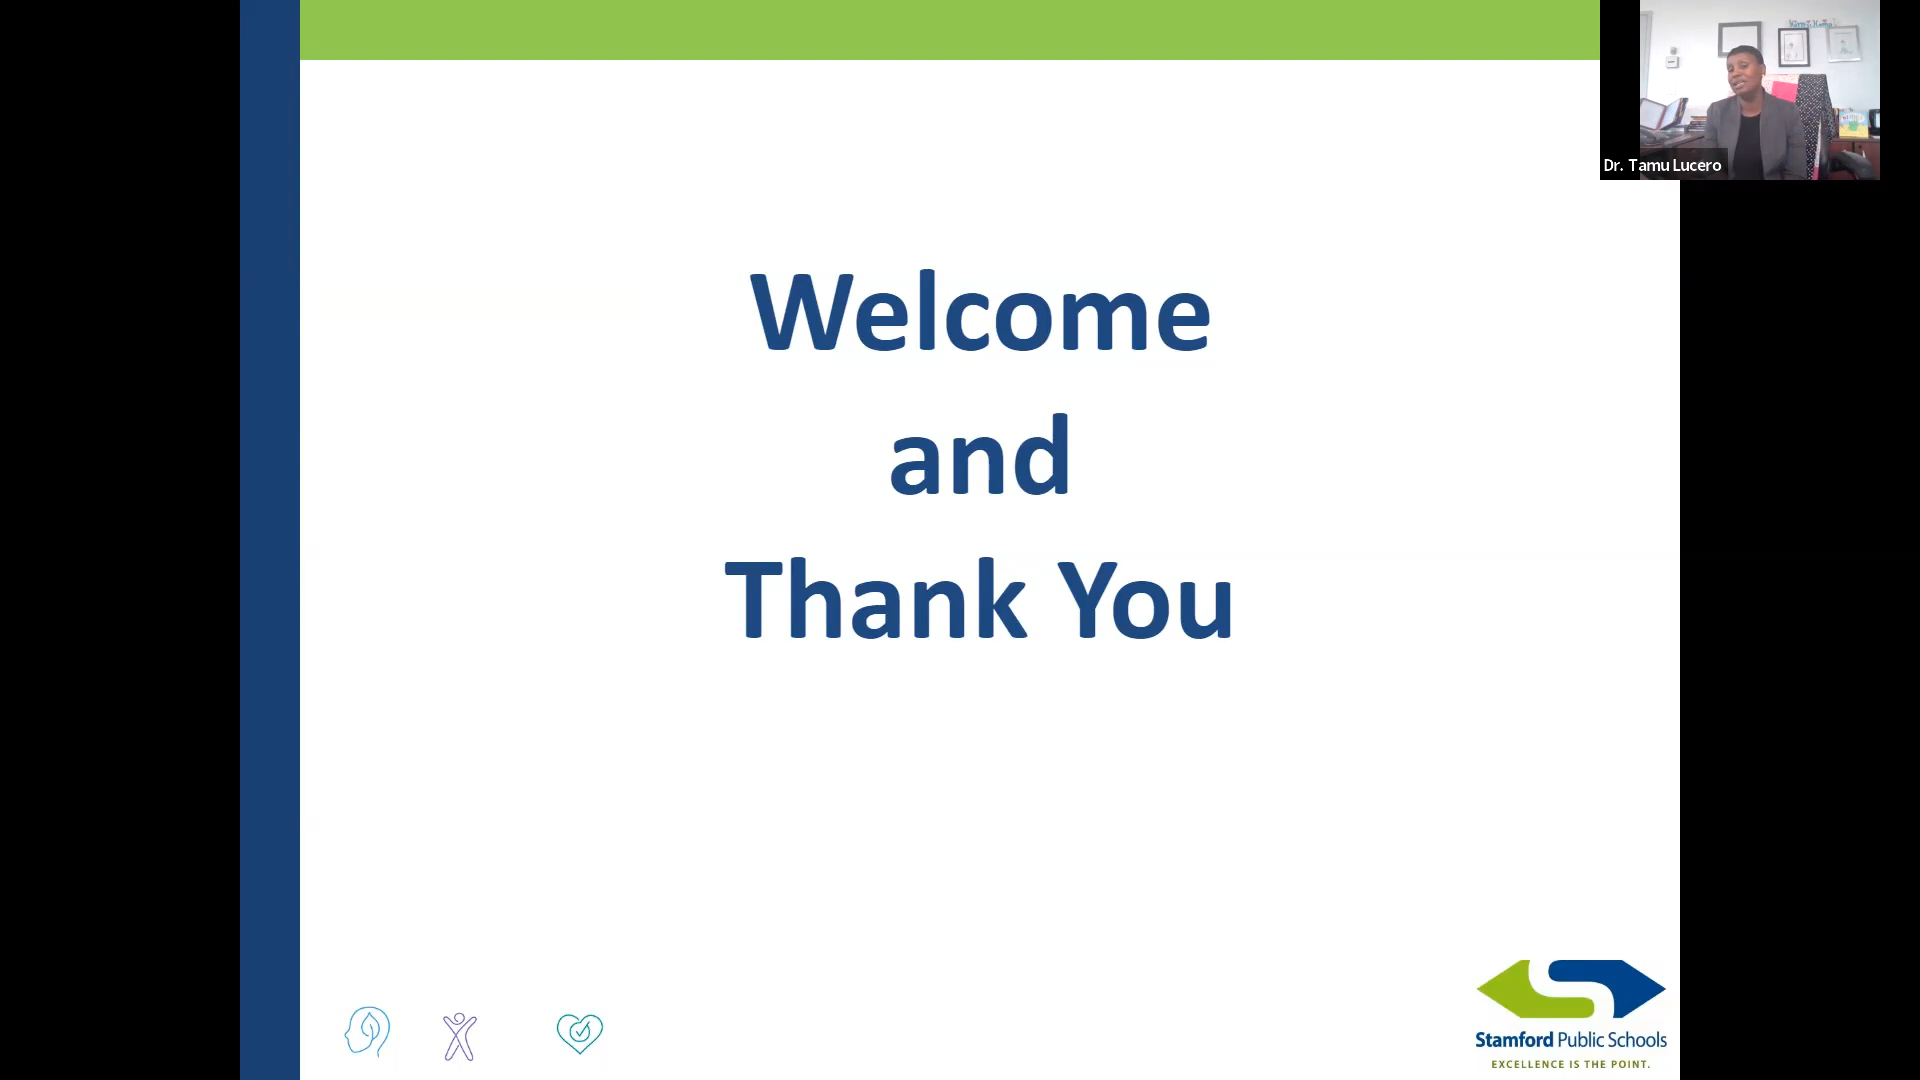 Dr. Tamu Lucero
Welcome
and
Thank You
Stamford Public Schools
EXCELLENCE IS THE POINT.